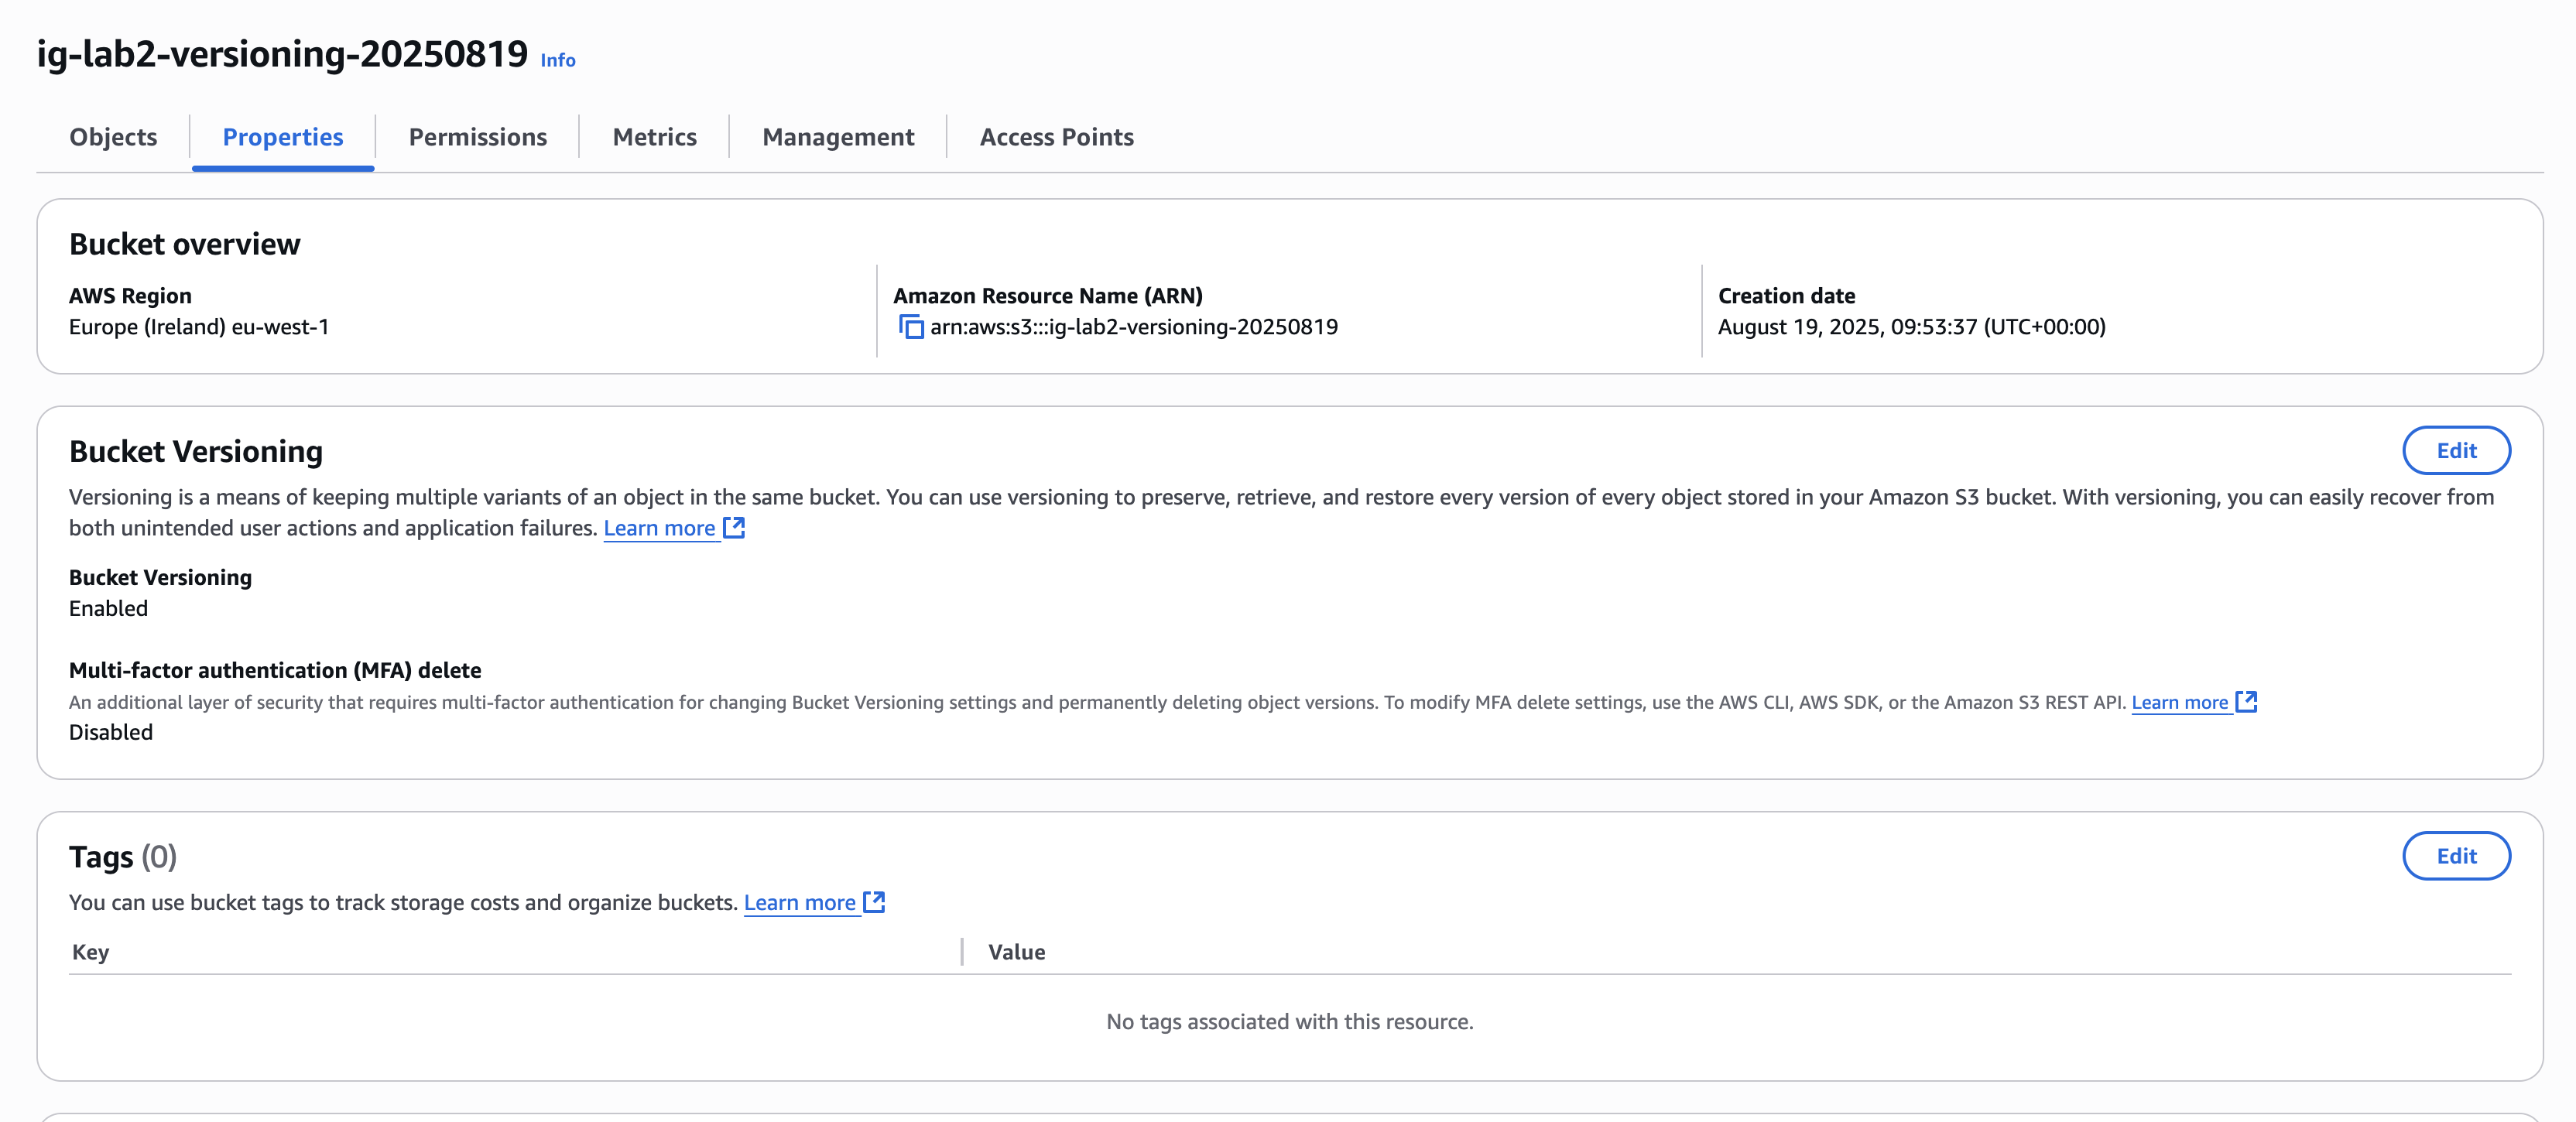 ig-lab2-versioning-20250819 Info
Objects Properties Permissions Metrics Management Access Points
Bucket overview
AWS Region
Europe (Ireland) eu-west-1
Amazon Resource Name (ARN)
arn:aws:s3:::ig-lab2-versioning-20250819
Creation date
August 19, 2025, 09:53:37 (UTC+00:00)
Bucket Versioning
Edit
Versioning is a means of keeping multiple variants of an object in the same bucket. You can use versioning to preserve, retrieve, and restore every version of every object stored in your Amazon S3 bucket. With versioning, you can easily recover from
both unintended user actions and application failures. Learn more
Bucket Versioning
Enabled
Multi-factor authentication (MFA) delete
An additional layer of security that requires multi-factor authentication for changing Bucket Versioning settings and permanently deleting object versions. To modify MFA delete settings, use the AWS CLI, AWS SDK, or the Amazon S3 REST API. Learn more
Disabled
Tags (0)
Edit
You can use bucket tags to track storage costs and organize buckets. Learn more
Key Value
No tags associated with this resource.